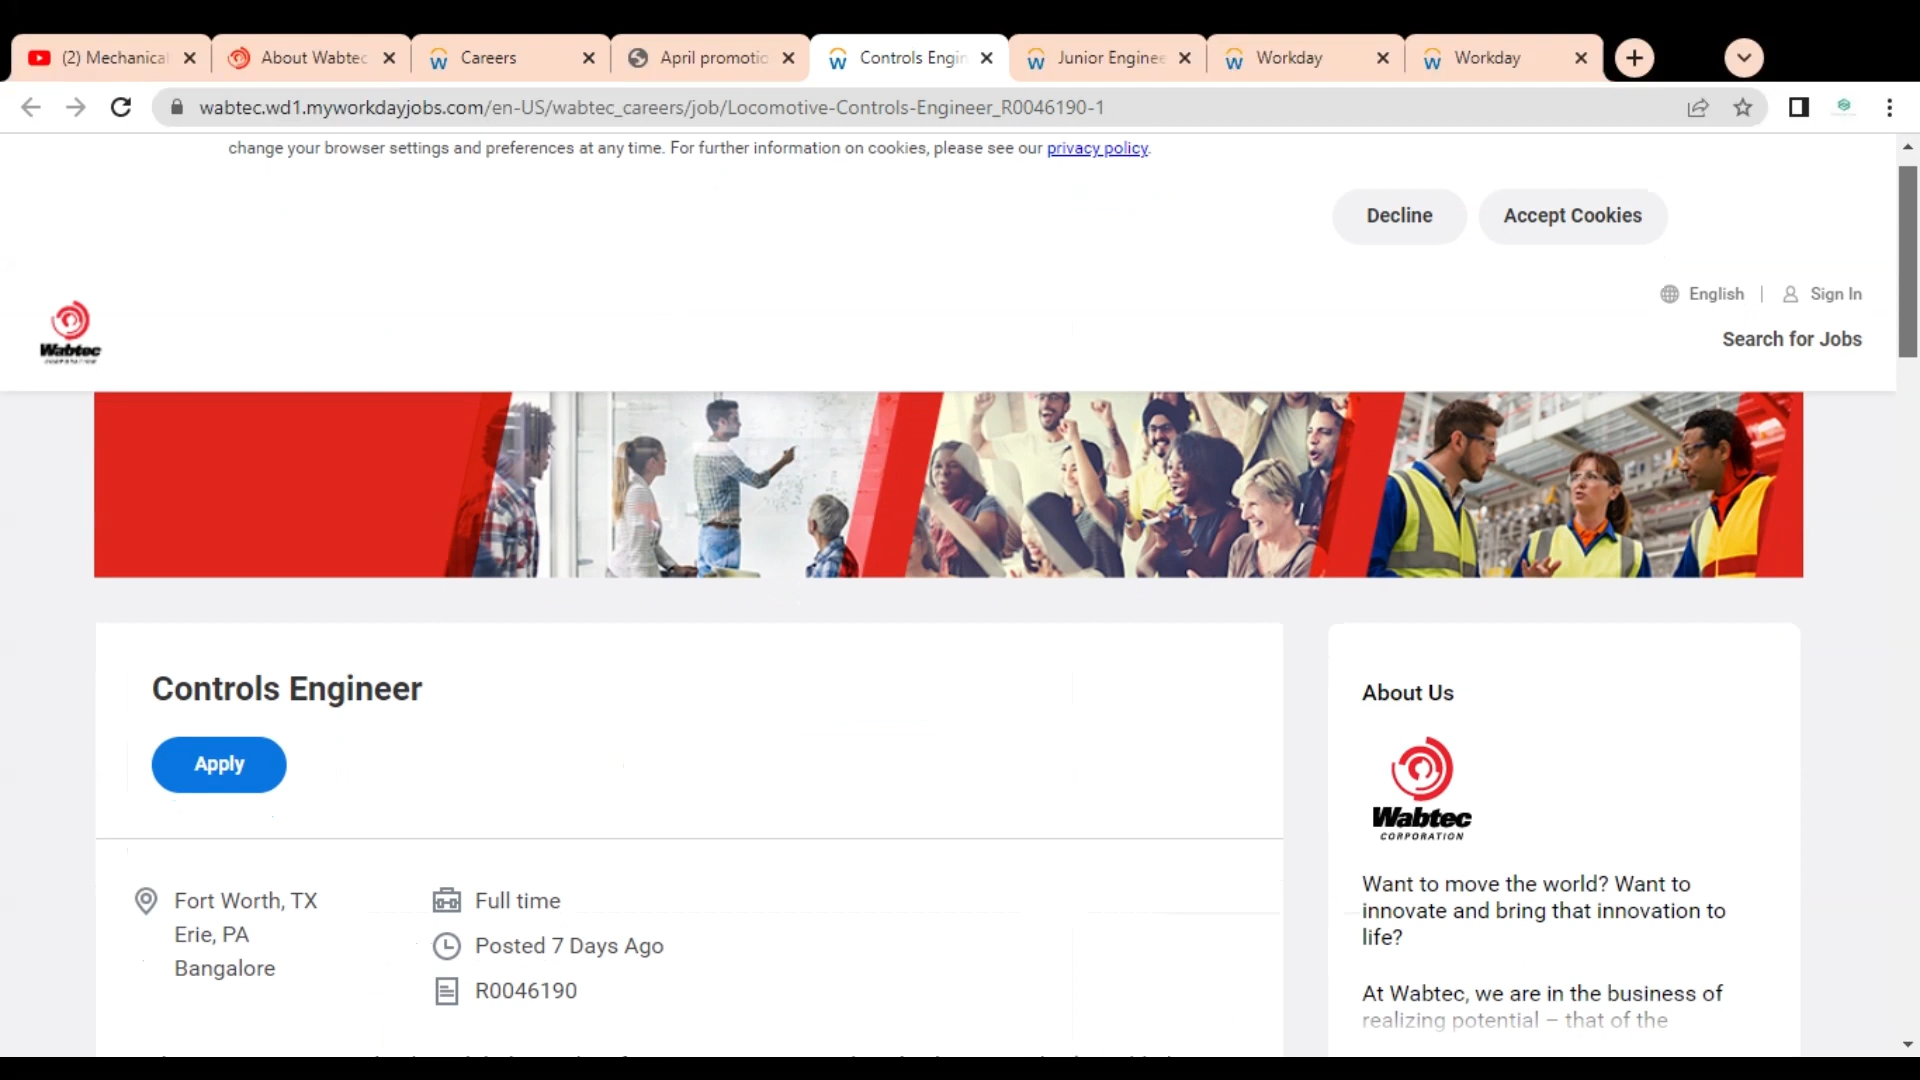 (2) Mechanica
About Wabtec
Careers
April promotio
Controls Engin
Junior Enginee
Workday
Workday
wabtec.wd1.myworkdayjobs.com/en-US/wabtec_careers/job/Locomotive-Controls-Engineer_R0046190-1
change your browser settings and preferences at any time. For further information on cookies, please see our privacy policy.
Decline
Accept Cookies
English
Sign In
Wabtec
Search for Jobs
Controls Engineer
Apply
Fort Worth, TX
Erie, PA
Bangalore
Full time
Posted 7 Days Ago
R0046190
About Us
Wabtec
CORPORATION
Want to move the world? Want to
innovate and bring that innovation to
life?
At Wabtec, we are in the business of
realizing potential – that of the